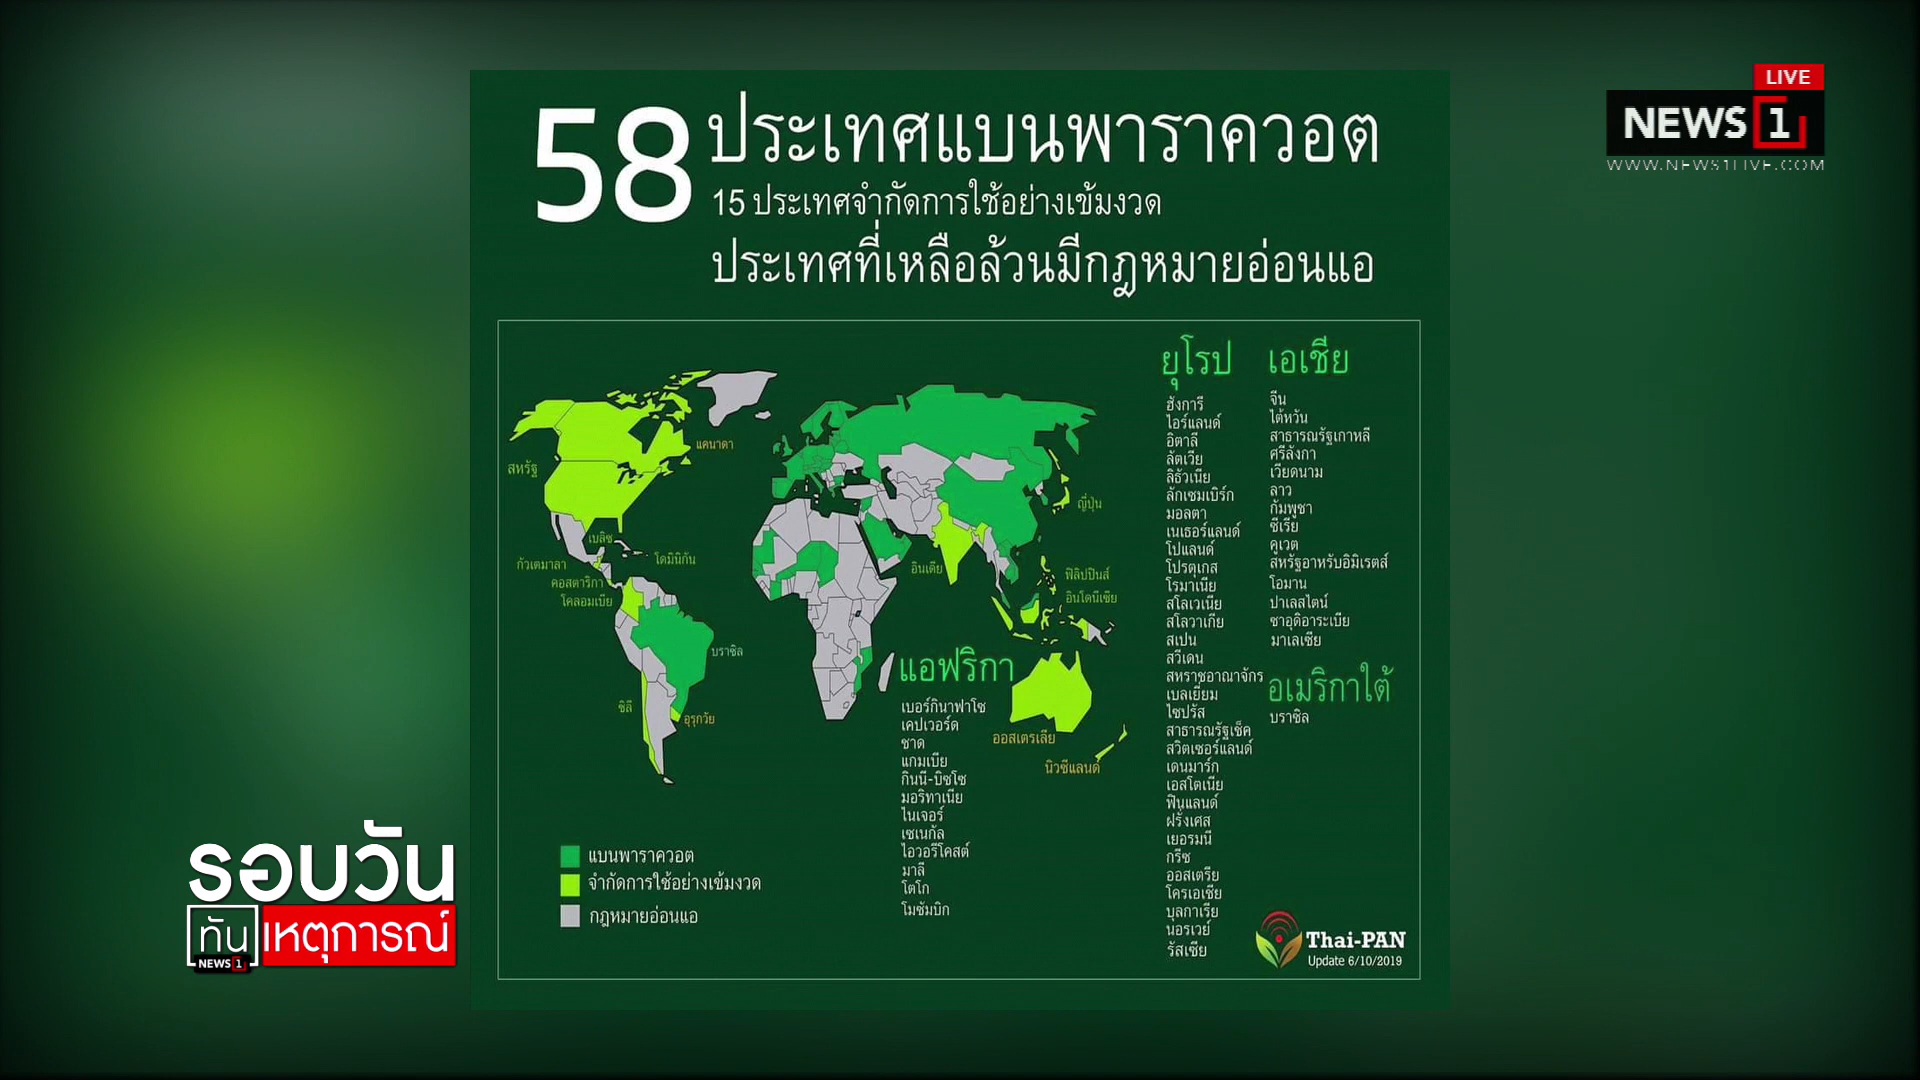 58 ประเทศแบนพาราควอต
15 ประเทศจำกัดการใช้อย่างเข้มงวด
ประเทศที่เหลือล้วนมีกฎหมายอ่อนแอ
LIVE
NEWS 1
WWW.NEWS1LIVE.COM
แคนาดา
สหรัฐ
เบลิซ
กัวเตมาลา
โดมินิกัน
คอสตาริกา
โคลอมเบีย
บราซิล
ชิลี
อุรุกวัย
ญี่ปุ่น
อินเดีย
ฟิลิปปินส์
อินโดนีเซีย
ออสเตรเลีย
นิวซีแลนด์
แอฟริกา
เบอร์กินาฟาโซ
เคปเวอร์ด
ชาด
แกมเบีย
กินนี-บิซโซ
มอริทาเนีย
ไนเจอร์
เซเนกัล
ไอวอรีโคสต์
มาลี
โตโก
โมซัมบิก
ยุโรป
ฮังการี
ไอร์แลนด์
อิตาลี
ลัตเวีย
ลิธัวเนีย
ลักเซมเบิร์ก
มอลตา
เนเธอร์แลนด์
โปแลนด์
โปรตุเกส
โรมาเนีย
สโลเวเนีย
สโลวาเกีย
สเปน
สวีเดน
สหราชอาณาจักร
เบลเยี่ยม
ไซปรัส
สาธารณรัฐเช็ค
สวิตเซอร์แลนด์
เดนมาร์ก
เอสโตเนีย
ฟินแลนด์
ฝรั่งเศส
เยอรมนี
กรีซ
ออสเตรีย
โครเอเชีย
บุลกาเรีย
นอรเวย์
รัสเซีย
เอเชีย
จีน
ไต้หวัน
สาธารณรัฐเกาหลี
ศรีลังกา
เวียดนาม
ลาว
กัมพูชา
ซีเรีย
คูเวต
สหรัฐอาหรับอิมิเรตส์
โอมาน
ปาเลสไตน์
ซาอุดิอาระเบีย
มาเลเซีย
อเมริกาใต้
บราซิล
แบนพาราควอต
จำกัดการใช้อย่างเข้มงวด
กฎหมายอ่อนแอ
Thai-PAN
Update 6/10/2019
รอบวัน
ทันเหตุการณ์
NEWS 1